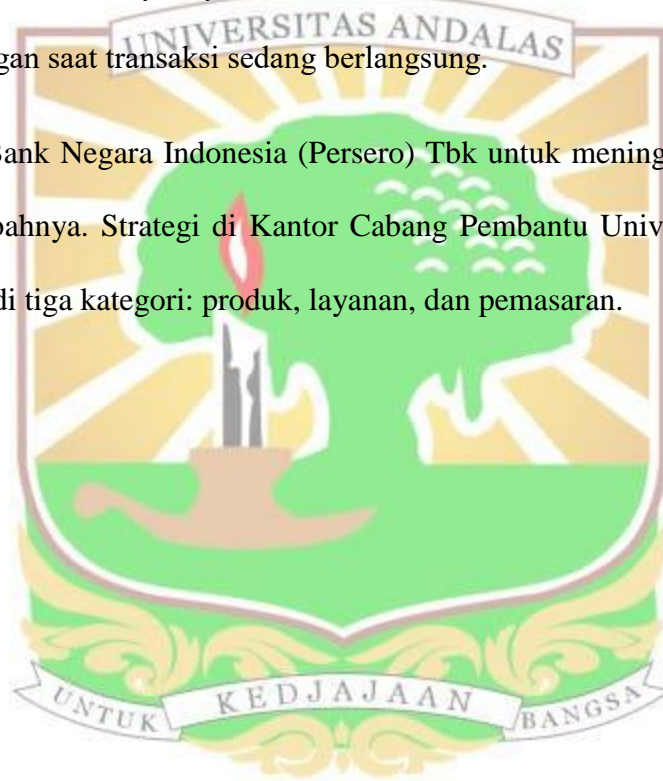 UNIVERSITAS ANDALAS
gan saat transaksi sedang berlangsung.
Bank Negara Indonesia (Persero) Tbk untuk mening
bahnya. Strategi di Kantor Cabang Pembantu Univ
di tiga kategori: produk, layanan, dan pemasaran.
UNTUK KEDJAJAAN BANGSA